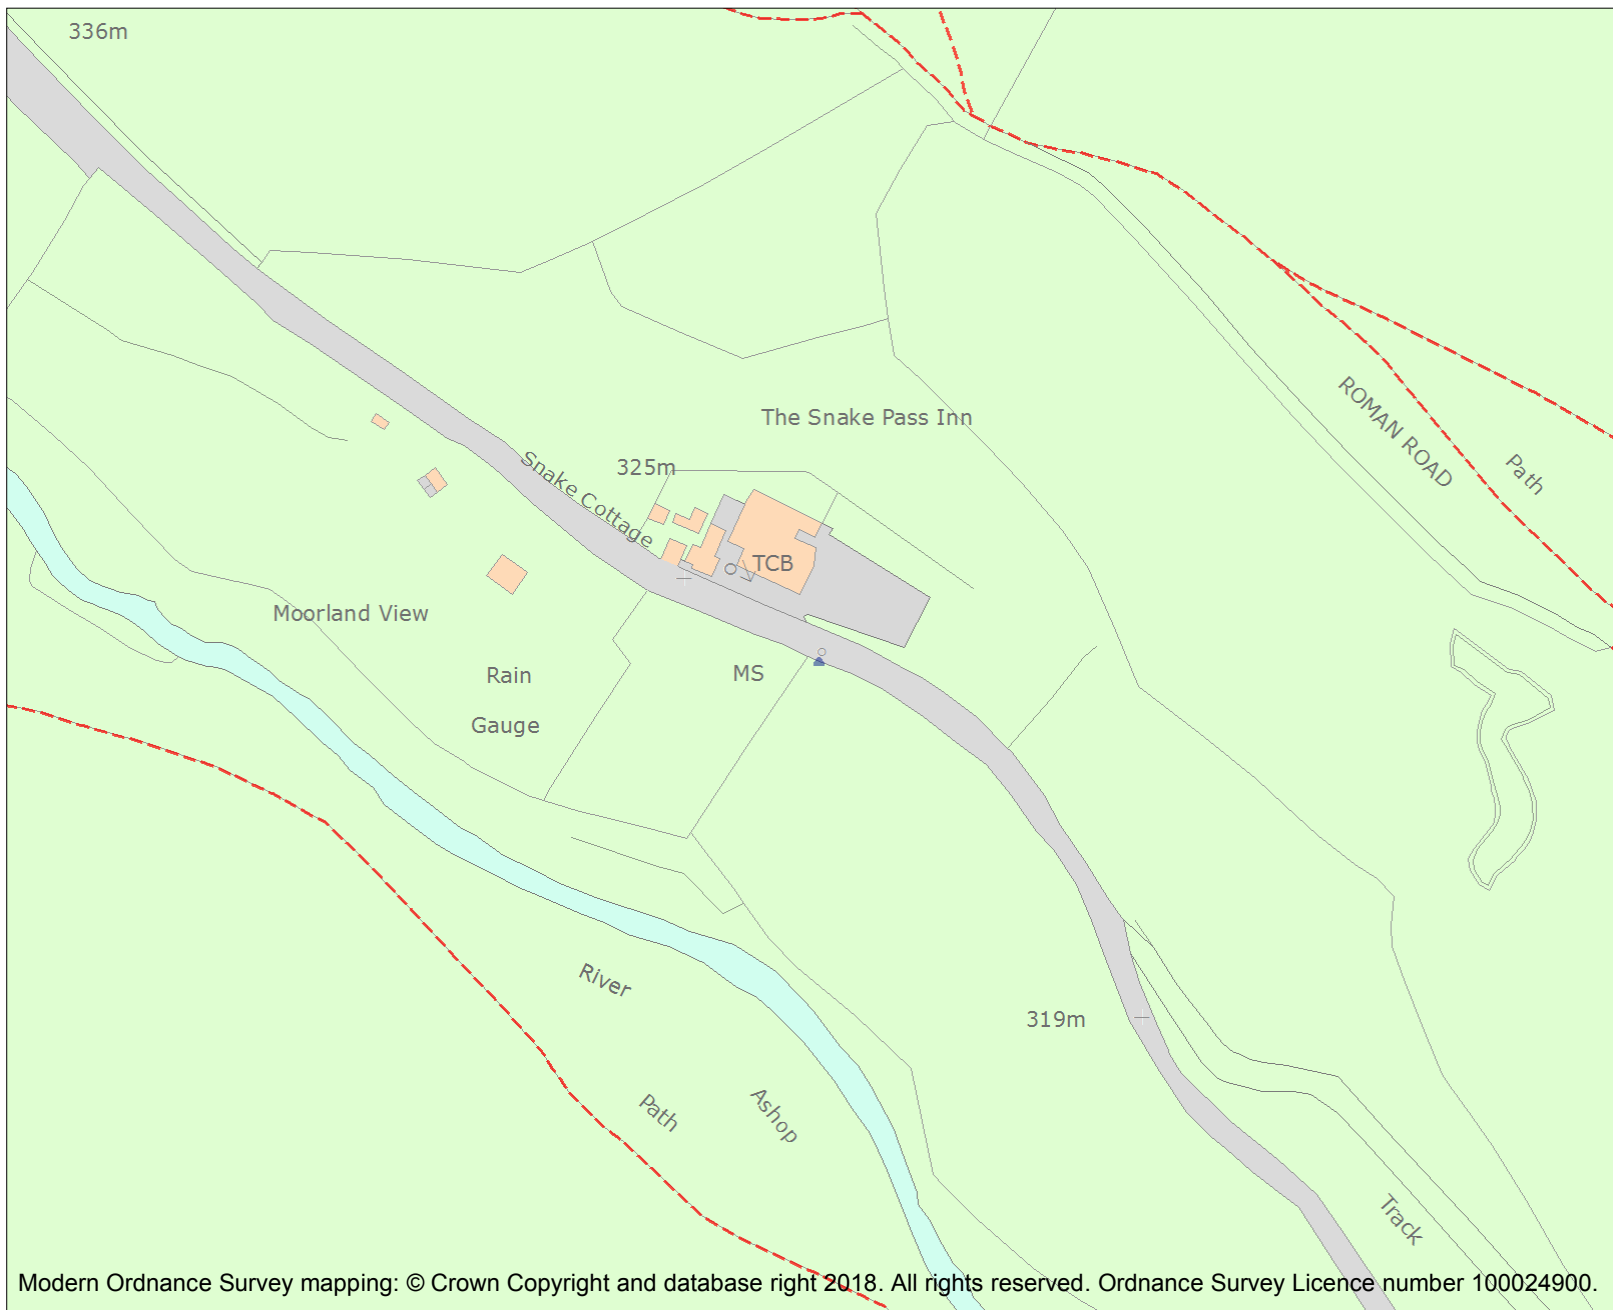 336m
ROMAN ROAD
The Snake Pass Inn
325m
Snake Cottage
Path
TCB
Moorland View
MS
Rain
Gauge
River
319m
Ashop
Path
Track
Modern Ordnance Survey mapping: © Crown Copyright and database right 2018. All rights reserved. Ordnance Survey Licence number 100024900.